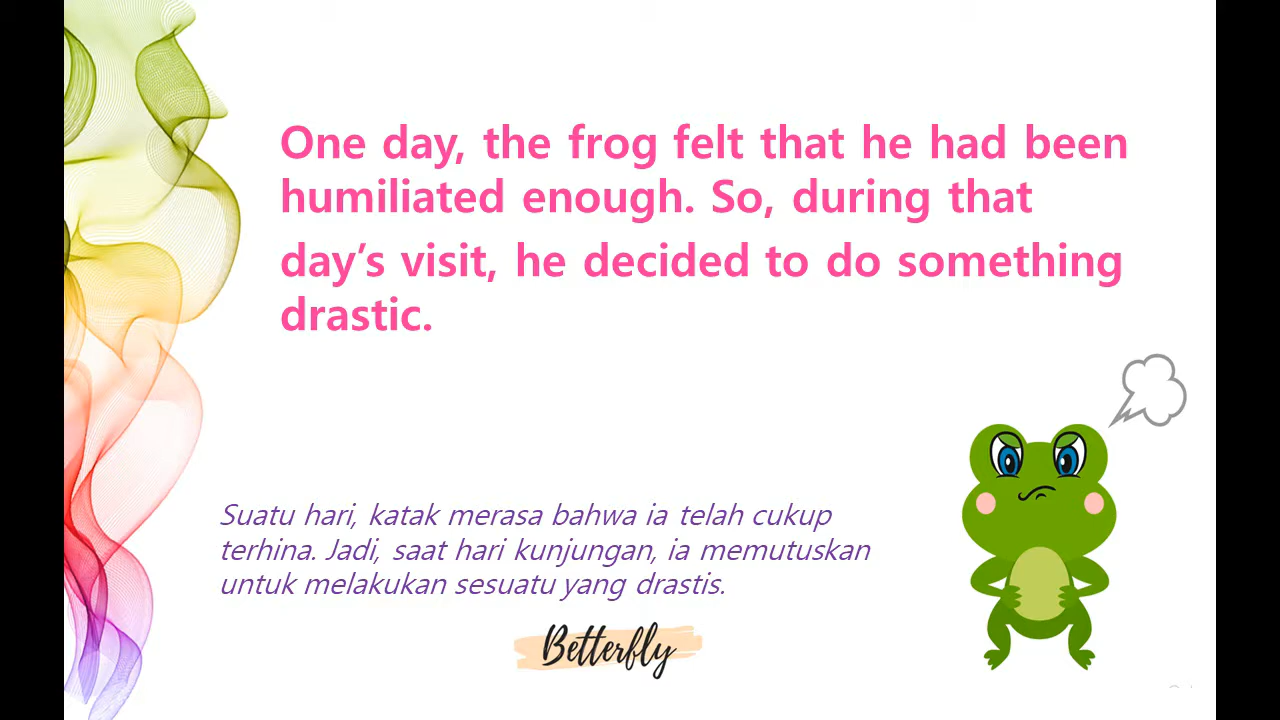 One day, the frog felt that he had been
humiliated enough. So, during that
day’s visit, he decided to do something
drastic.
Suatu hari, katak merasa bahwa ia telah cukup
terhina. Jadi, saat hari kunjungan, ia memutuskan
untuk melakukan sesuatu yang drastis.
Betterfly